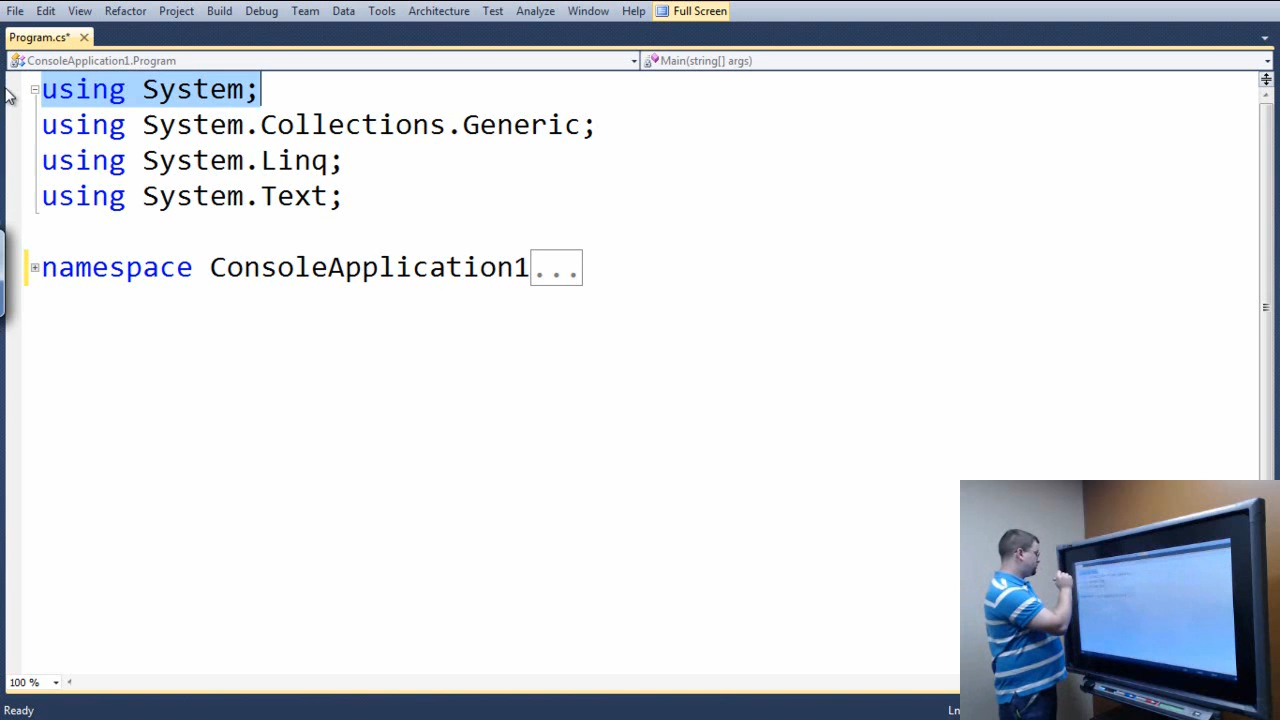 File Edit View Refactor Project Build Debug Team Data Tools Architecture Test Analyze Window Help Full Screen
Program.cs*
ConsoleApplication1.Program Main(string[] args)
using System;
using System.Collections.Generic;
using System.Linq;
using System.Text;
namespace ConsoleApplication1...
100 %
Ready Ln